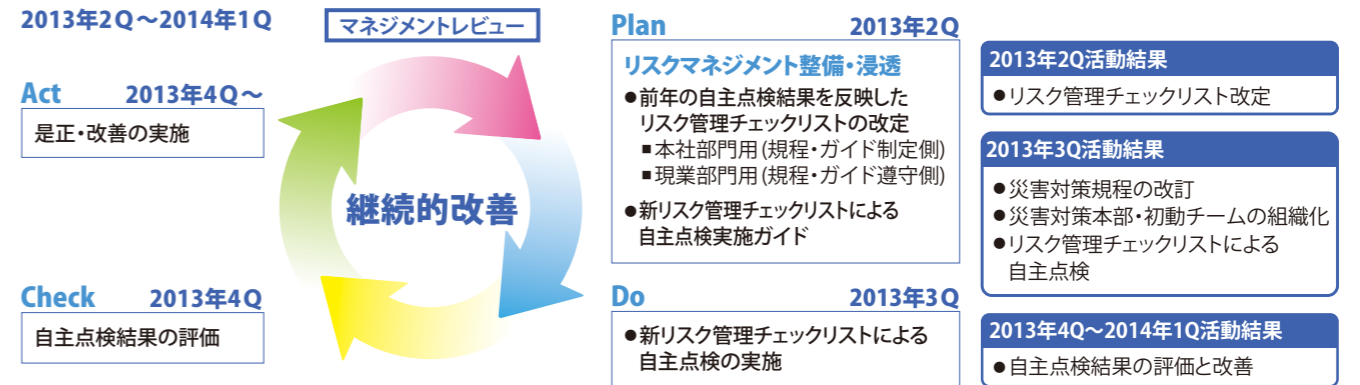 2013年2Q～2014年1Q
マネジメントレビュー
Plan 2013年2Q
リスクマネジメント整備・浸透
●前年の自主点検結果を反映した
リスク管理チェックリストの改定
■本社部門用(規程・ガイド制定側)
■現業部門用(規程・ガイド遵守側)
●新リスク管理チェックリストによる
自主点検実施ガイド
Do 2013年3Q
●新リスク管理チェックリストによる
自主点検の実施
Check 2013年4Q
自主点検結果の評価
Act 2013年4Q～
是正・改善の実施
継続的改善
2013年2Q活動結果
●リスク管理チェックリスト改定
2013年3Q活動結果
●災害対策規程の改訂
●災害対策本部・初動チームの組織化
●リスク管理チェックリストによる
自主点検
2013年4Q～2014年1Q活動結果
●自主点検結果の評価と改善